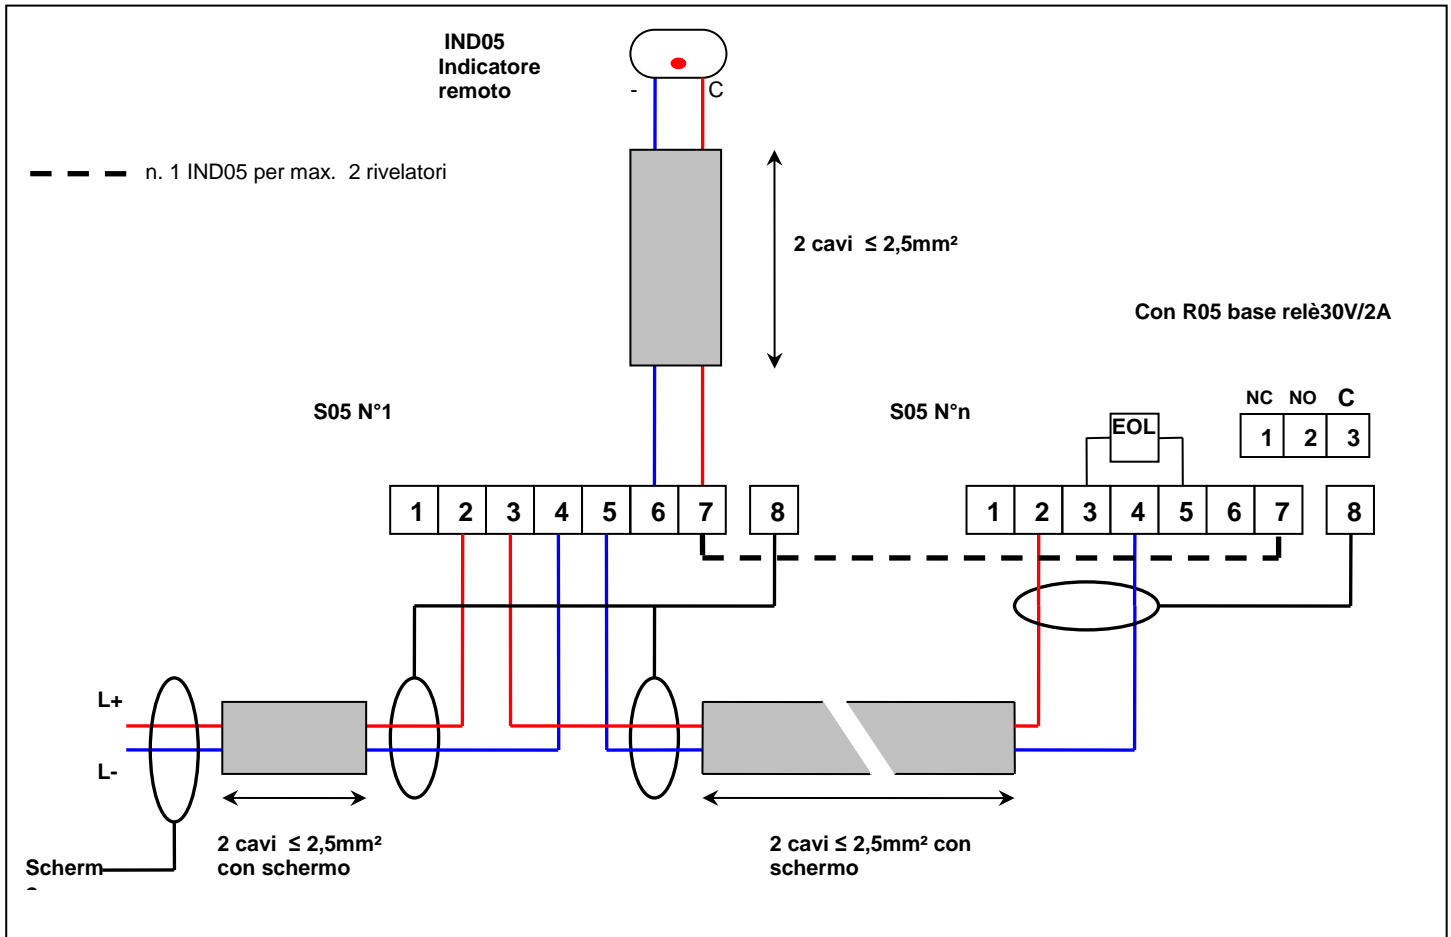 IND05
Indicatore
remoto
- C
n. 1 IND05 per max. 2 rivelatori
2 cavi ≤ 2,5mm²
Con R05 base relè30V/2A
S05 N°1
S05 N°n
NC NO C
1 2 3
EOL
1 2 3 4 5 6 7 8
1 2 3 4 5 6 7 8
L+
L-
2 cavi ≤ 2,5mm²
con schermo
2 cavi ≤ 2,5mm² con
schermo
Scherm